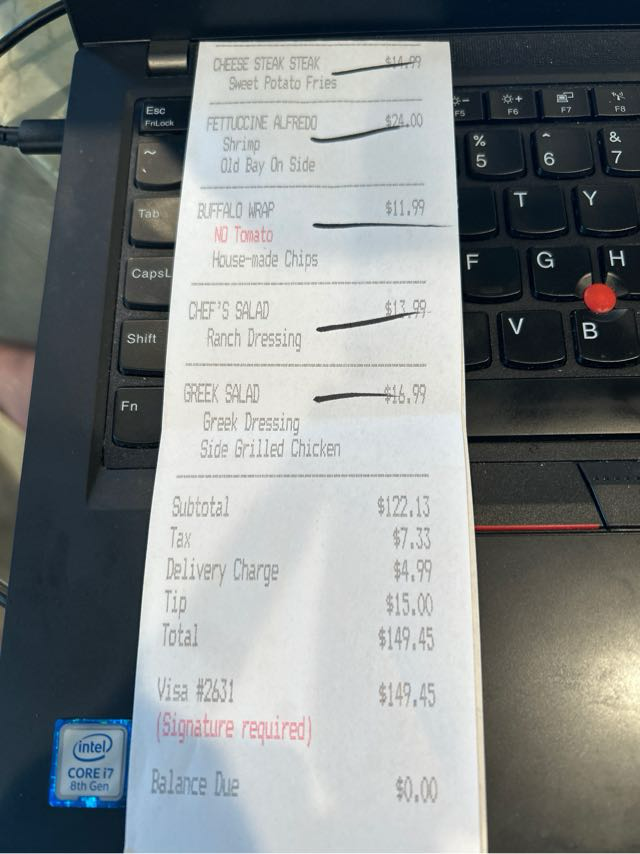 CHEESE STEAK STEAK $14.99
Sweet Potato Fries
FETTUCCINE ALFREDO $24.00
Shrimp
Old Bay On Side
BUFFALO WRAP $11.99
NO Tomato
House-made Chips
CHEF'S SALAD $13.99
Ranch Dressing
GREEK SALAD $16.99
Greek Dressing
Side Grilled Chicken
Subtotal $122.13
Tax $7.33
Delivery Charge $4.99
Tip $15.00
Total $149.45
Visa #2631 $149.45
(Signature required)
Balance Due $0.00
Esc
FnLock
~
`
Tab
CapsL
Shift
Fn
F5
F6
F7
F8
%
5
^
6
&
7
T
Y
F
G
H
V
B
intel
CORE i7
8th Gen